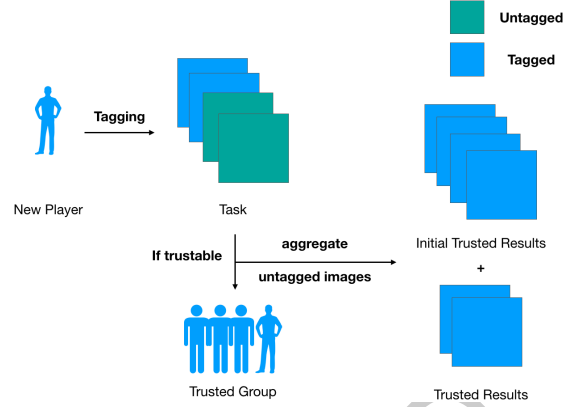 Untagged
Tagged
Tagging
New Player
Task
Initial Trusted Results
If trustable
aggregate
untagged images
+
Trusted Group
Trusted Results